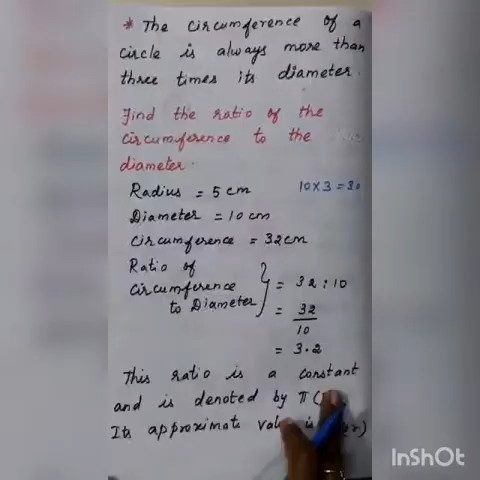 * The circumference of a
circle is always more than
three times its diameter.
Find the ratio of the
circumference to the
diameter.
Radius = 5 cm
10 x 3 = 30
Diameter = 10 cm
circumference = 32 cm
Ratio of
circumference
to Diameter } = 32 : 10
= 32
10
= 3.2
This ratio is a constant
and is denoted by π (
Its approximate
InShOt